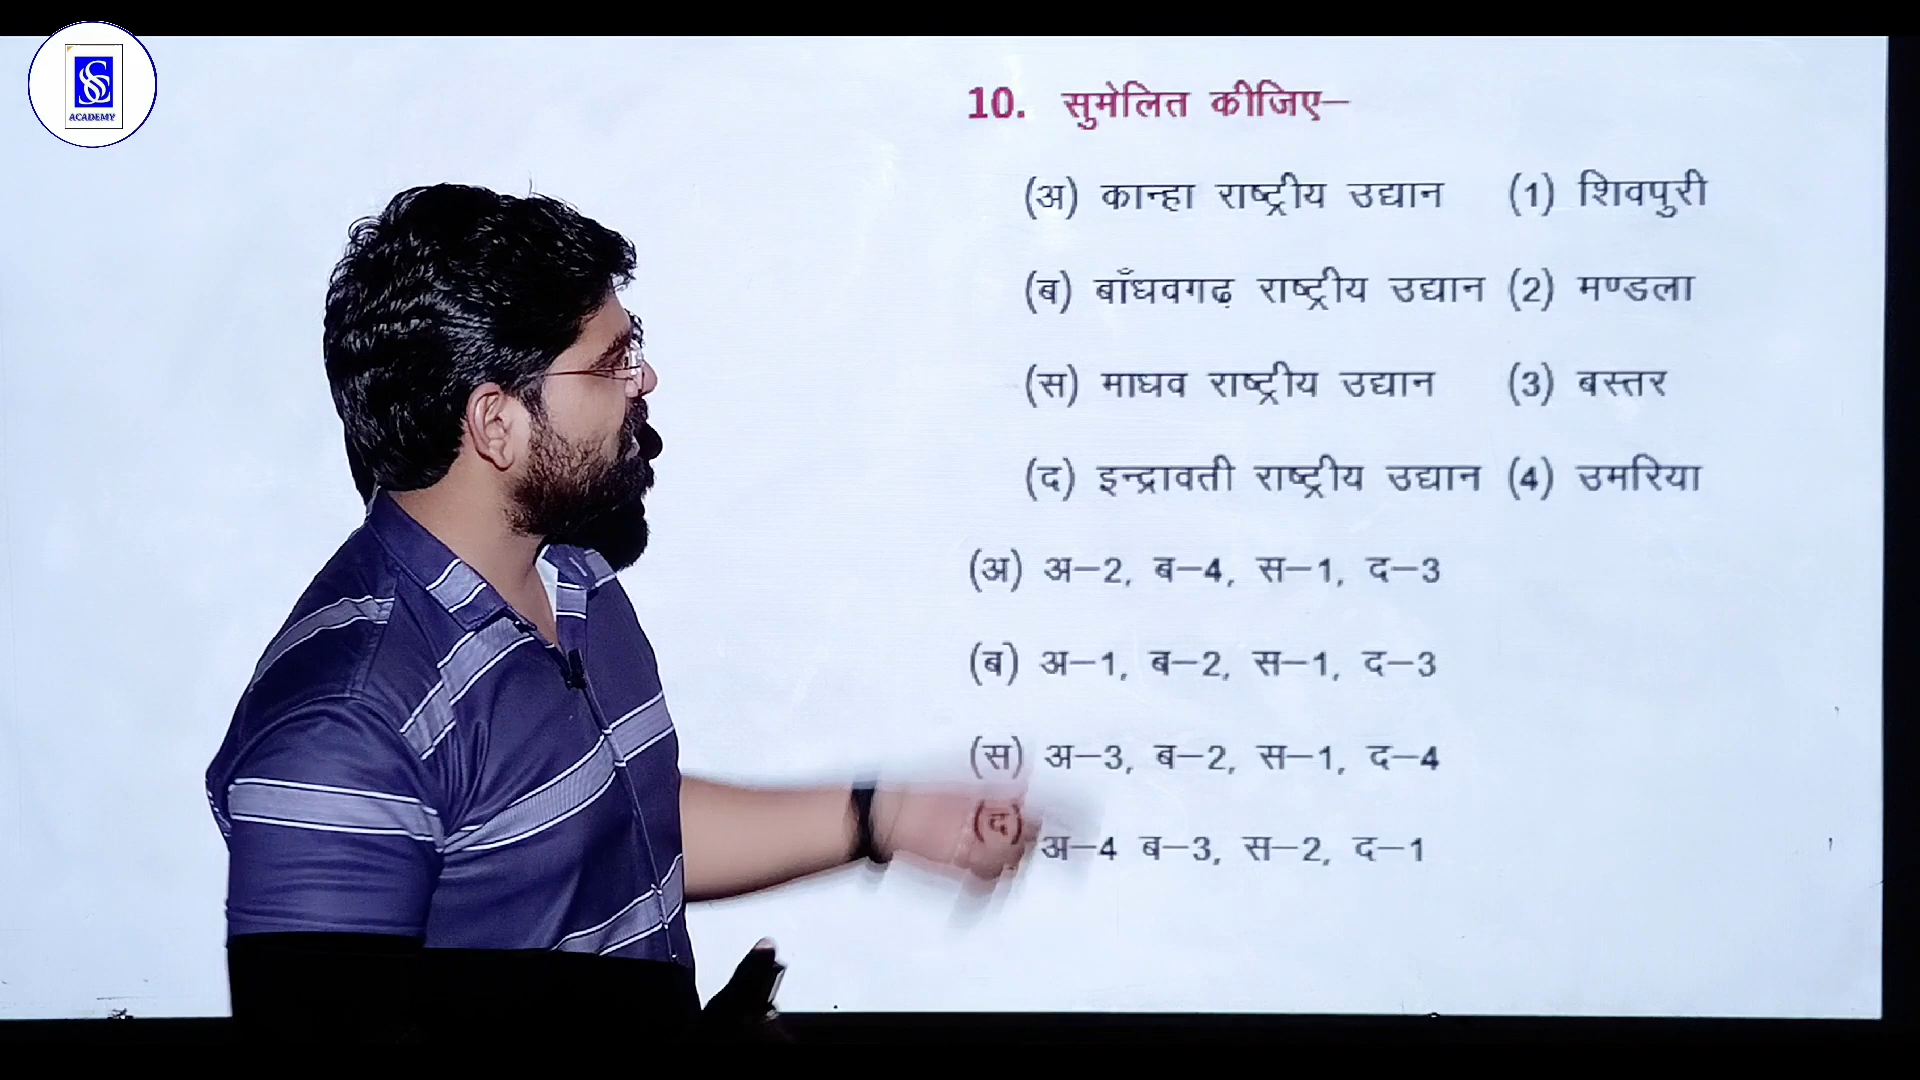 ACADEMY
10. सुमेलित कीजिए–
(अ) कान्हा राष्ट्रीय उद्यान (1) शिवपुरी
(ब) बाँधवगढ़ राष्ट्रीय उद्यान (2) मण्डला
(स) माधव राष्ट्रीय उद्यान (3) बस्तर
(द) इन्द्रावती राष्ट्रीय उद्यान (4) उमरिया
(अ) अ–2, ब–4, स–1, द–3
(ब) अ–1, ब–2, स–1, द–3
(स) अ–3, ब–2, स–1, द–4
(द) अ–4 ब–3, स–2, द–1